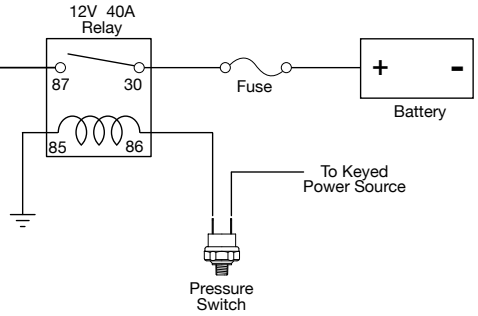 12V 40A
Relay
87
30
Fuse
+
-
Battery
85
86
To Keyed
Power Source
Pressure
Switch